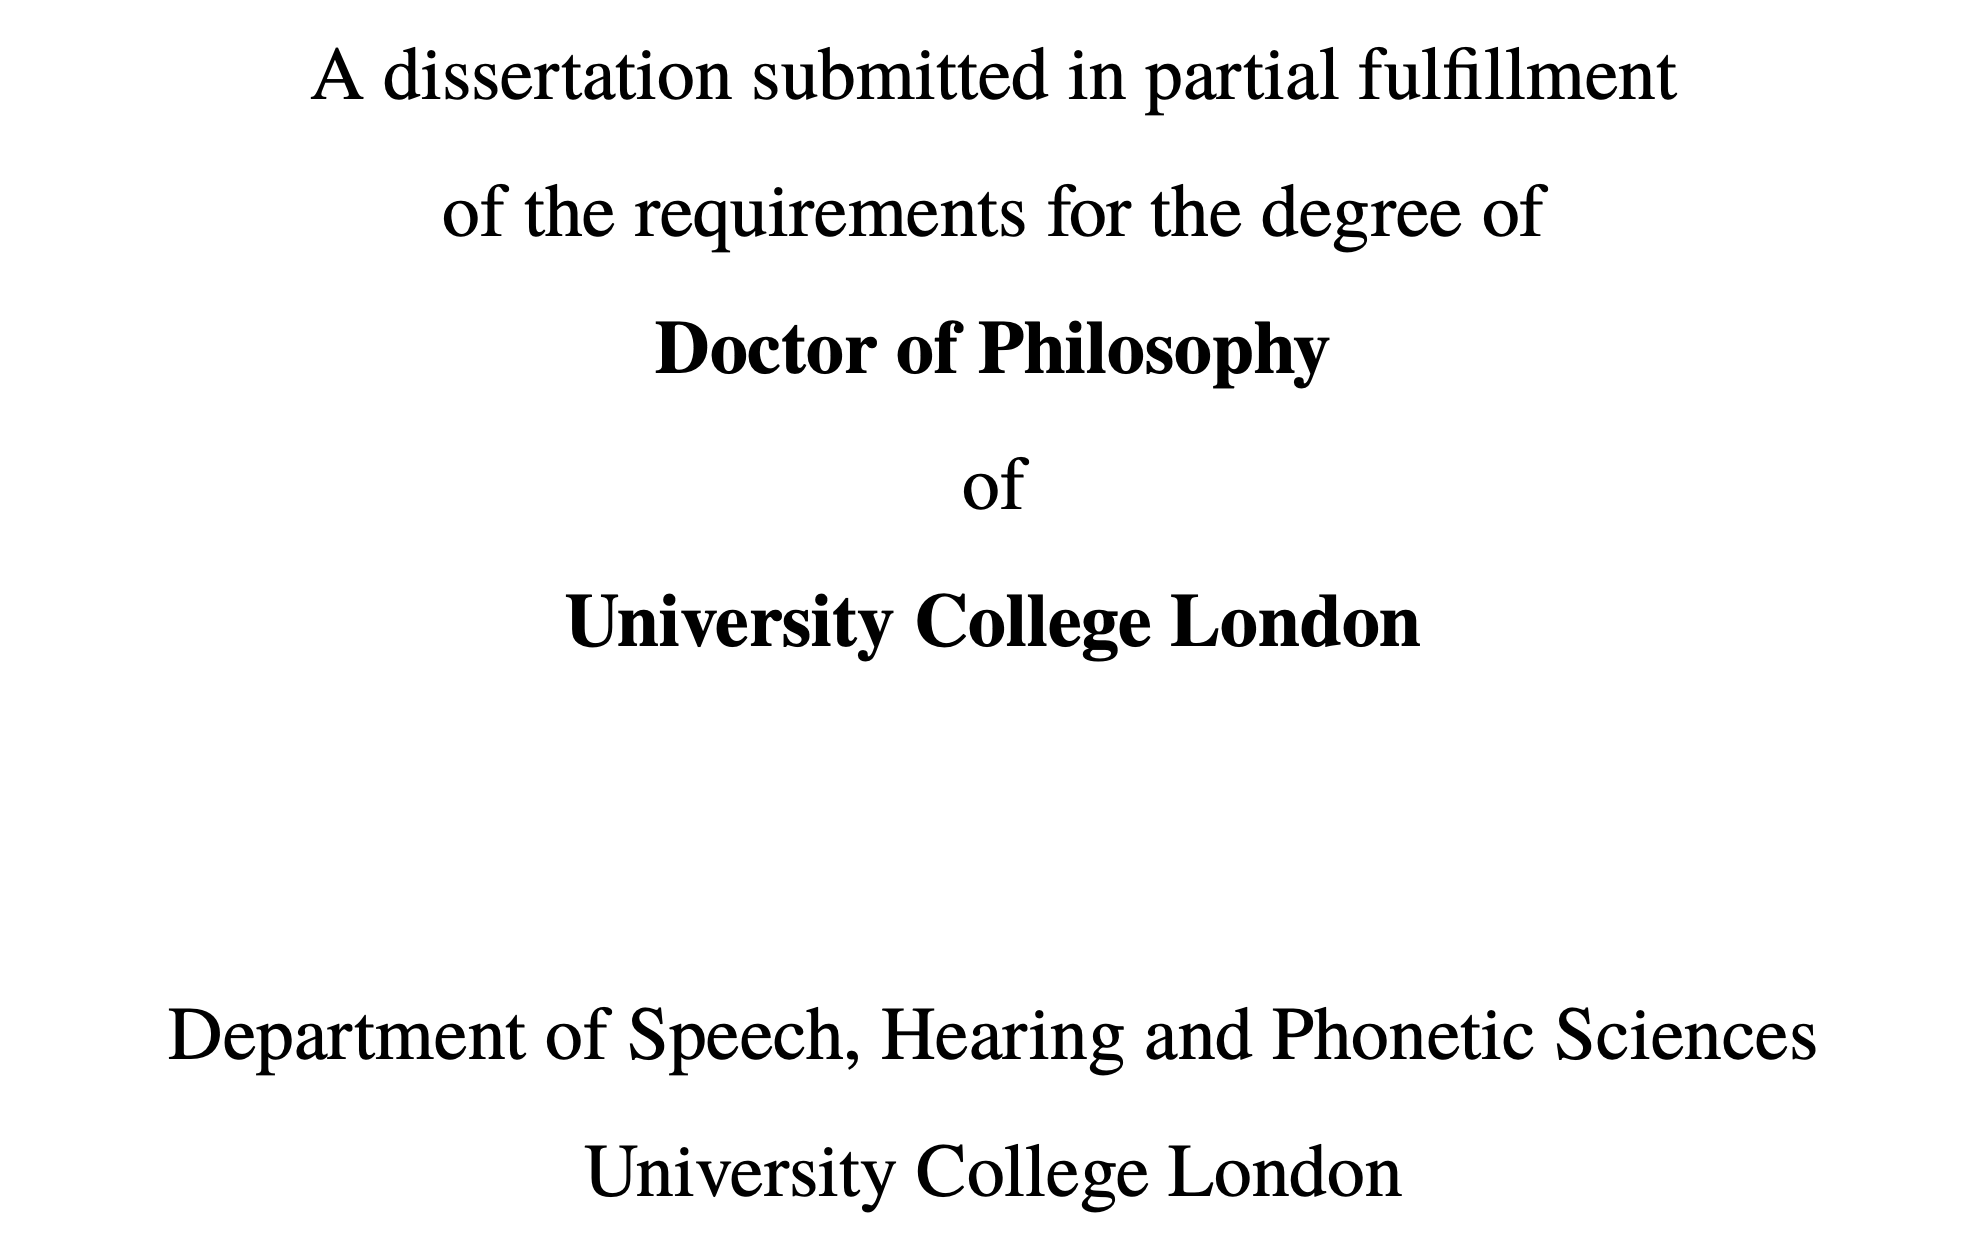 A dissertation submitted in partial fulfillment
of the requirements for the degree of
Doctor of Philosophy
of
University College London
Department of Speech, Hearing and Phonetic Sciences
University College London